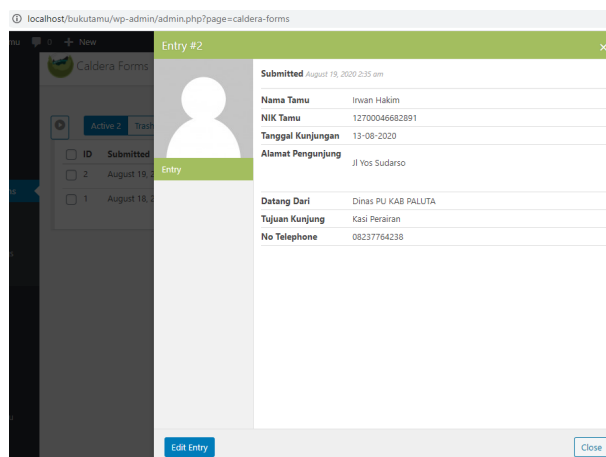 localhost/bukutamu/wp-admin/admin.php?page=caldera-forms
mu 0 + New
Entry #2 ×
Caldera Forms
Active 2 Trash
ID Submitted
2 August 19, 2
1 August 18, 2
Entry
Submitted August 19, 2020 2:35 am
Nama Tamu Irwan Hakim
NIK Tamu 12700046682891
Tanggal Kunjungan 13-08-2020
Alamat Pengunjung
Jl Yos Sudarso
Datang Dari Dinas PU KAB PALUTA
Tujuan Kunjung Kasi Perairan
No Telephone 08237764238
Edit Entry Close